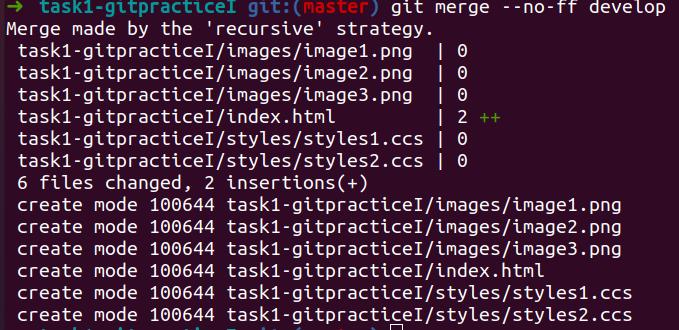 ➜ task1-gitpracticeI git:(master) git merge --no-ff develop
Merge made by the 'recursive' strategy.
 task1-gitpracticeI/images/image1.png  | 0
 task1-gitpracticeI/images/image2.png  | 0
 task1-gitpracticeI/images/image3.png  | 0
 task1-gitpracticeI/index.html         | 2 ++
 task1-gitpracticeI/styles/styles1.ccs | 0
 task1-gitpracticeI/styles/styles2.ccs | 0
 6 files changed, 2 insertions(+)
 create mode 100644 task1-gitpracticeI/images/image1.png
 create mode 100644 task1-gitpracticeI/images/image2.png
 create mode 100644 task1-gitpracticeI/images/image3.png
 create mode 100644 task1-gitpracticeI/index.html
 create mode 100644 task1-gitpracticeI/styles/styles1.ccs
 create mode 100644 task1-gitpracticeI/styles/styles2.ccs